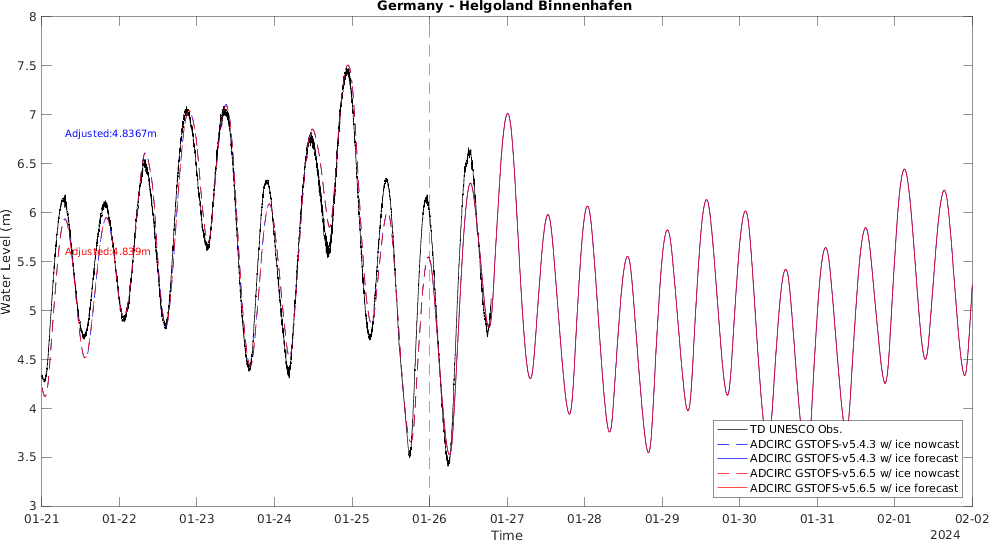 Germany - Helgoland Binnenhafen
8
7.5
7
6.5
6
5.5
5
4.5
4
3.5
3
Water Level (m)
Adjusted:4.8367m
Adjusted:4.839m
TD UNESCO Obs.
ADCIRC GSTOFS-v5.4.3 w/ ice nowcast
ADCIRC GSTOFS-v5.4.3 w/ ice forecast
ADCIRC GSTOFS-v5.6.5 w/ ice nowcast
ADCIRC GSTOFS-v5.6.5 w/ ice forecast
01-21 01-22 01-23 01-24 01-25 01-26 01-27 01-28 01-29 01-30 01-31 02-01 02-02
Time
2024